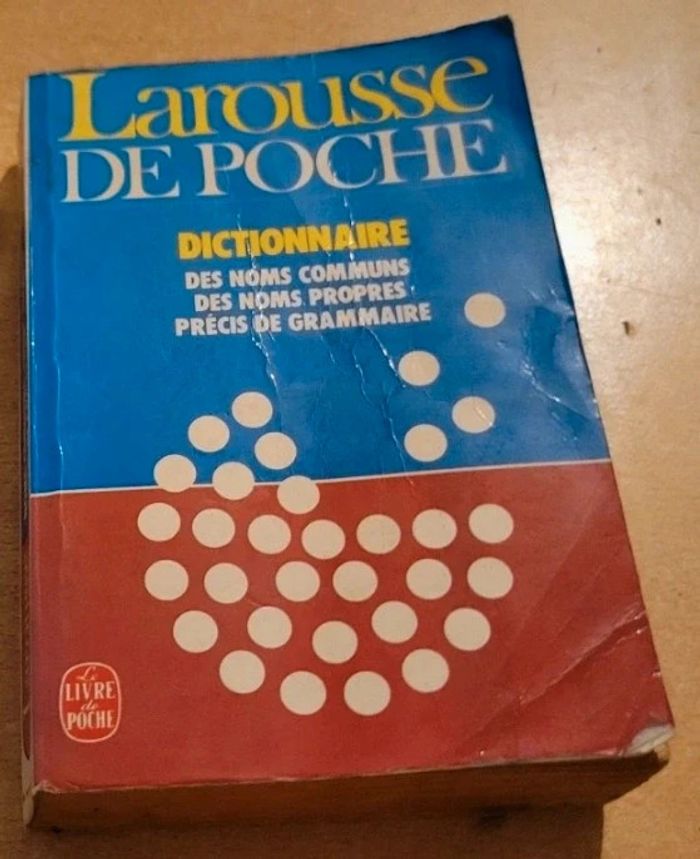 Larousse
DE POCHE
DICTIONNAIRE
DES NOMS COMMUNS
DES NOMS PROPRES
PRÉCIS DE GRAMMAIRE
Le
LIVRE
de
POCHE